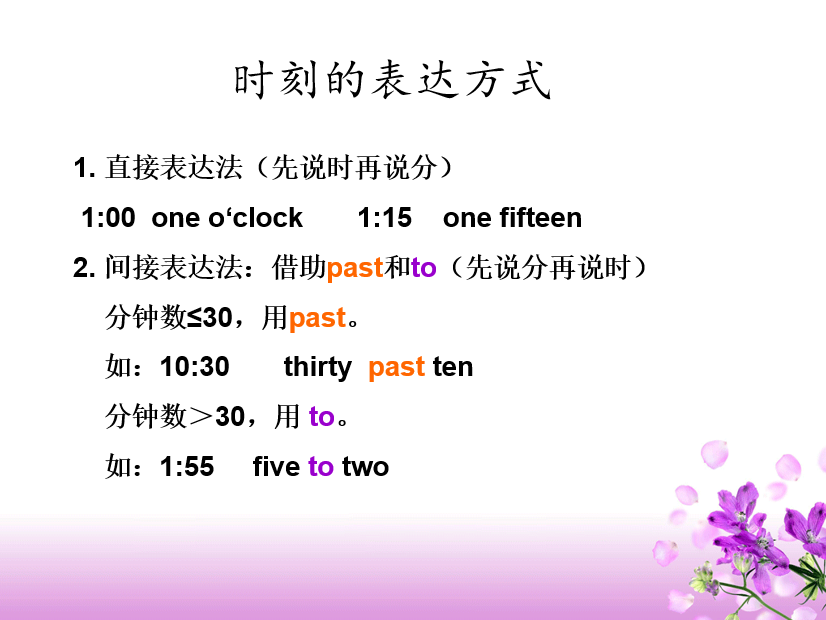 时刻的表达方式
1. 直接表达法（先说时再说分）
1:00 one o‘clock 1:15 one fifteen
2. 间接表达法：借助past和to（先说分再说时）
分钟数≤30，用past。
如：10:30 thirty past ten
分钟数＞30，用 to。
如：1:55 five to two